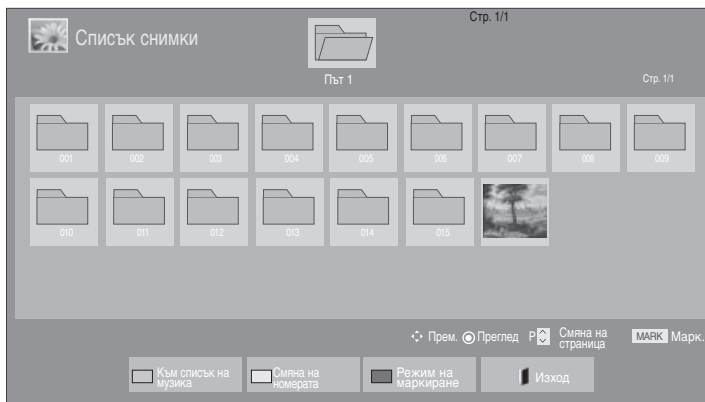 Стр. 1/1
Списък снимки
Път 1
Стр. 1/1
001 002 003 004 005 006 007 008 009
010 011 012 013 014 015
Прем. Преглед P Смяна на страница MARK Марк.
Към списък на музика
Смяна на номерата
Режим на маркиране
Изход